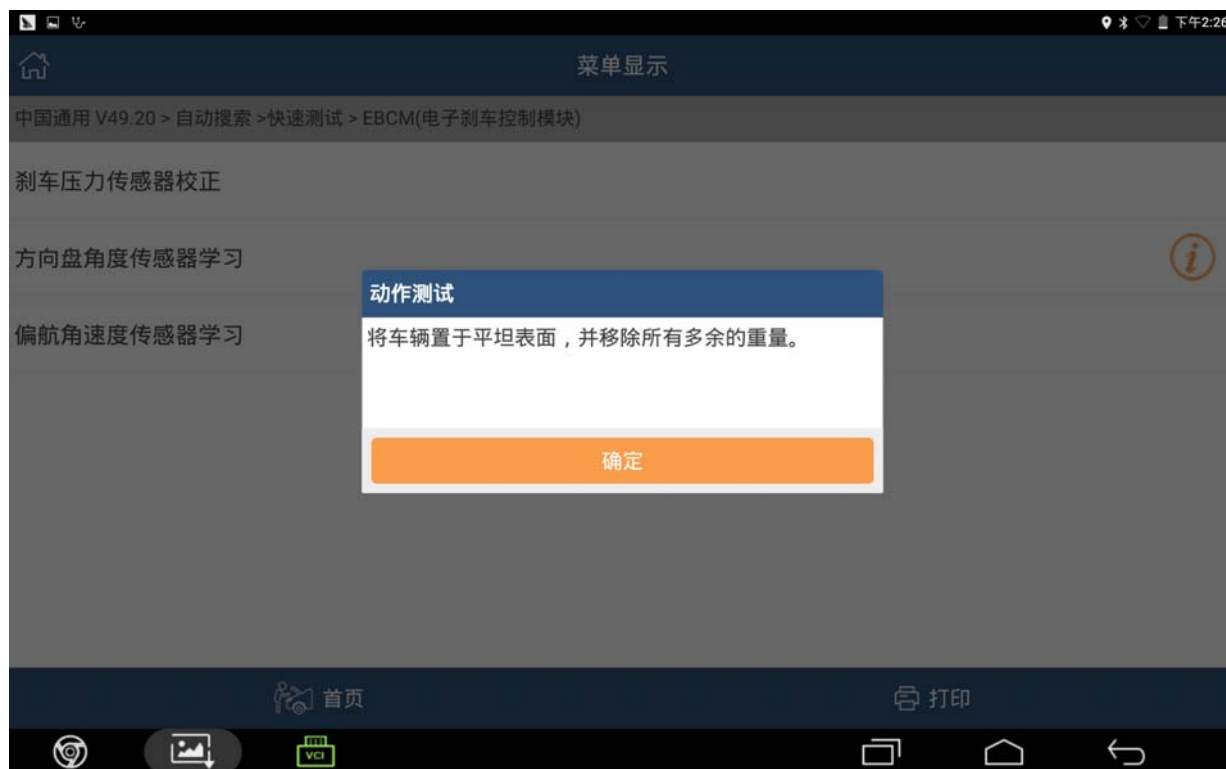 下午2:26
菜单显示
中国通用 V49.20 > 自动搜索 >快速测试 > EBCM(电子刹车控制模块)
刹车压力传感器校正
方向盘角度传感器学习
偏航角速度传感器学习
动作测试
将车辆置于平坦表面，并移除所有多余的重量。
确定
首页
打印
VCI